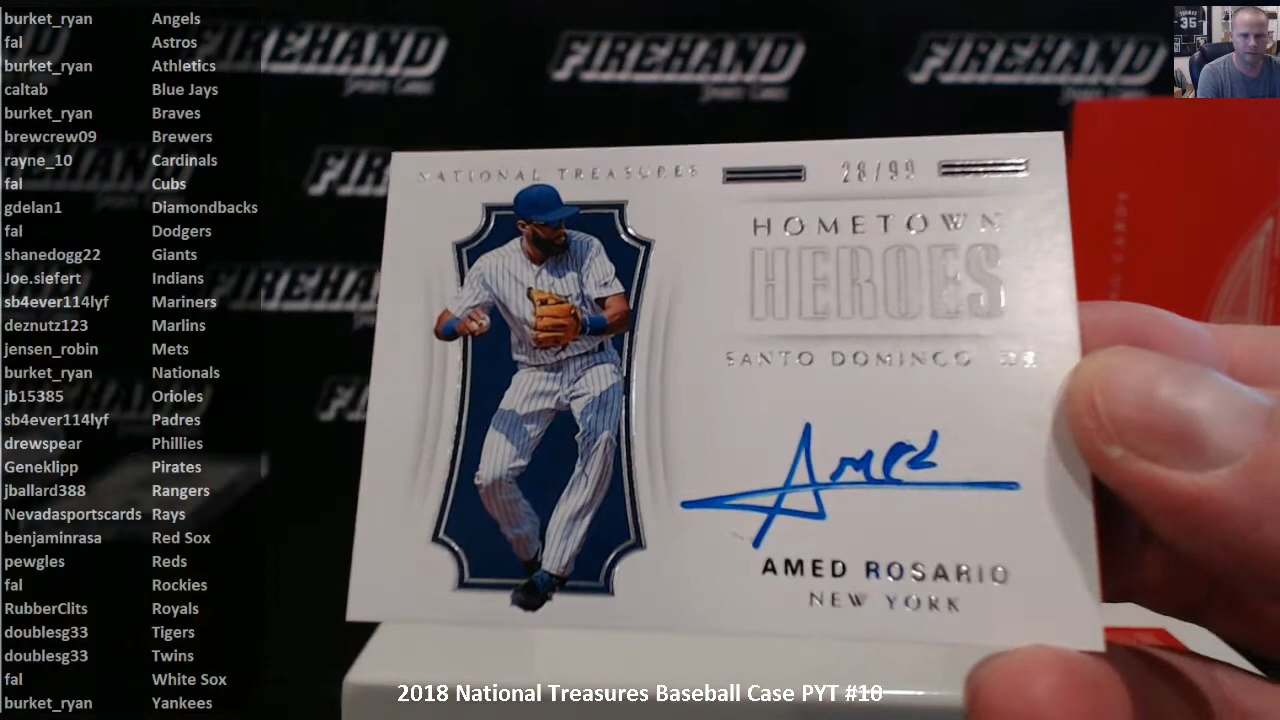 burket_ryan Angels
fal Astros
burket_ryan Athletics
caltab Blue Jays
burket_ryan Braves
brewcrew09 Brewers
rayne_10 Cardinals
fal Cubs
gdelan1 Diamondbacks
fal Dodgers
shanedogg22 Giants
Joe.siefert Indians
sb4ever114lyf Mariners
deznutz123 Marlins
jensen_robin Mets
burket_ryan Nationals
jb15385 Orioles
sb4ever114lyf Padres
drewspear Phillies
Geneklipp Pirates
jballard388 Rangers
Nevadasportscards Rays
benjaminrasa Red Sox
pewgles Reds
fal Rockies
RubberClits Royals
doublesg33 Tigers
doublesg33 Twins
fal White Sox
burket_ryan Yankees
FIREHAND FIREHAND FIREHAND
35
NATIONAL TREASURES 28/99
HOMETOWN
HEROES
SANTO DOMINGO
Amed
AMED ROSARIO
NEW YORK
2018 National Treasures Baseball Case PYT #10